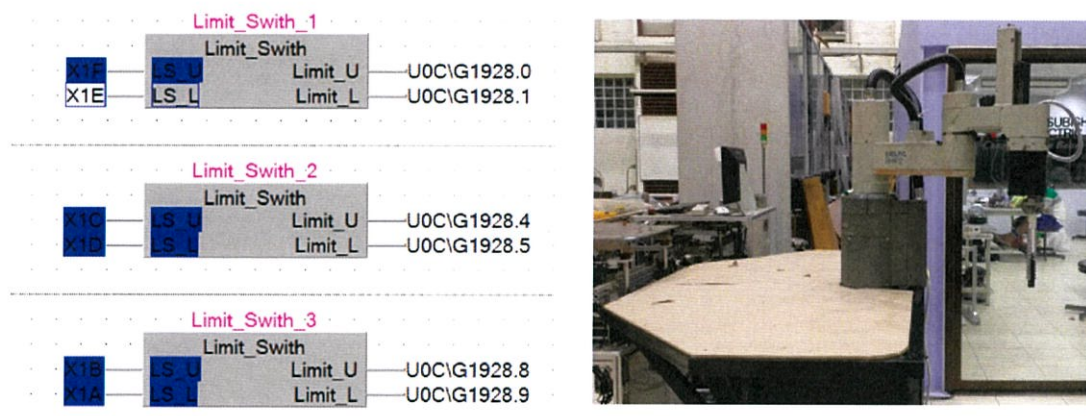 Limit_Swith_1
Limit_Swith
X1F LS_U Limit_U U0C\G1928.0
X1E LS_L Limit_L U0C\G1928.1
Limit_Swith_2
Limit_Swith
X1C LS_U Limit_U U0C\G1928.4
X1D LS_L Limit_L U0C\G1928.5
Limit_Swith_3
Limit_Swith
X1B LS_U Limit_U U0C\G1928.8
X1A LS_L Limit_L U0C\G1928.9